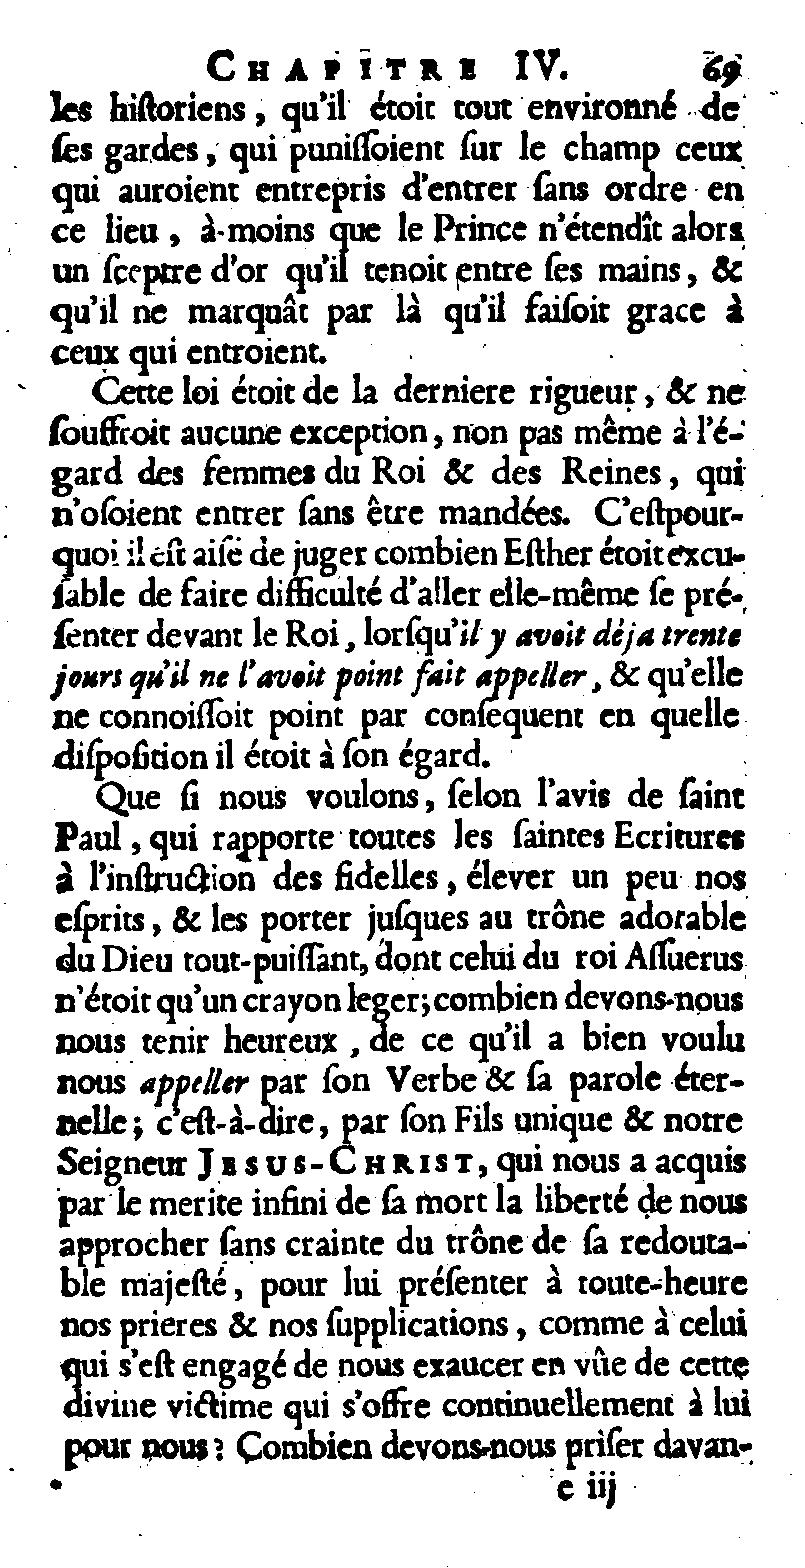 CHAPITRE IV. 69
les hiſtoriens, qu'il étoit tout environné de
ſes gardes, qui puniſſoient ſur le champ ceux
qui auroient entrepris d'entrer ſans ordre en
ce lieu, à-moins que le Prince n'étendît alors
un ſceptre d'or qu'il tenoit entre ſes mains, &
qu'il ne marquât par là qu'il faiſoit grace à
ceux qui entroient.
Cette loi étoit de la derniere rigueur, & ne
ſouffroit aucune exception, non pas même à l'é-
gard des femmes du Roi & des Reines, qui
n'oſoient entrer ſans être mandées. C'eſtpour-
quoi il eſt aiſé de juger combien Eſther étoit excu-
ſable de faire difficulté d'aller elle-même ſe pré-
ſenter devant le Roi, lorſqu'il y avoit déja trente
jours qu'il ne l'avoit point fait appeller, & qu'elle
ne connoiſſoit point par conſequent en quelle
diſpoſition il étoit à ſon égard.
Que ſi nous voulons, ſelon l'avis de ſaint
Paul, qui rapporte toutes les ſaintes Ecritures
à l'inſtruction des fidelles, élever un peu nos
eſprits, & les porter juſques au trône adorable
du Dieu tout-puiſſant, dont celui du roi Aſſuerus
n'étoit qu'un crayon leger; combien devons-nous
nous tenir heureux, de ce qu'il a bien voulu
nous appeller par ſon Verbe & ſa parole éter-
nelle; c'eſt-à-dire, par ſon Fils unique & notre
Seigneur JESUS-CHRIST, qui nous a acquis
par le merite infini de ſa mort la liberté de nous
approcher ſans crainte du trône de ſa redouta-
ble majeſté, pour lui préſenter à toute-heure
nos prieres & nos ſupplications, comme à celui
qui s'eſt engagé de nous exaucer en vûe de cette
divine victime qui s'offre continuellement à lui
pour nous? Combien devons-nous priſer davan-
e iij